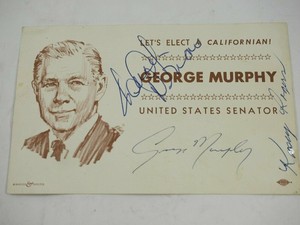 LET'S ELECT A CALIFORNIAN!
GEORGE MURPHY
UNITED STATES SENATOR
George Murphy